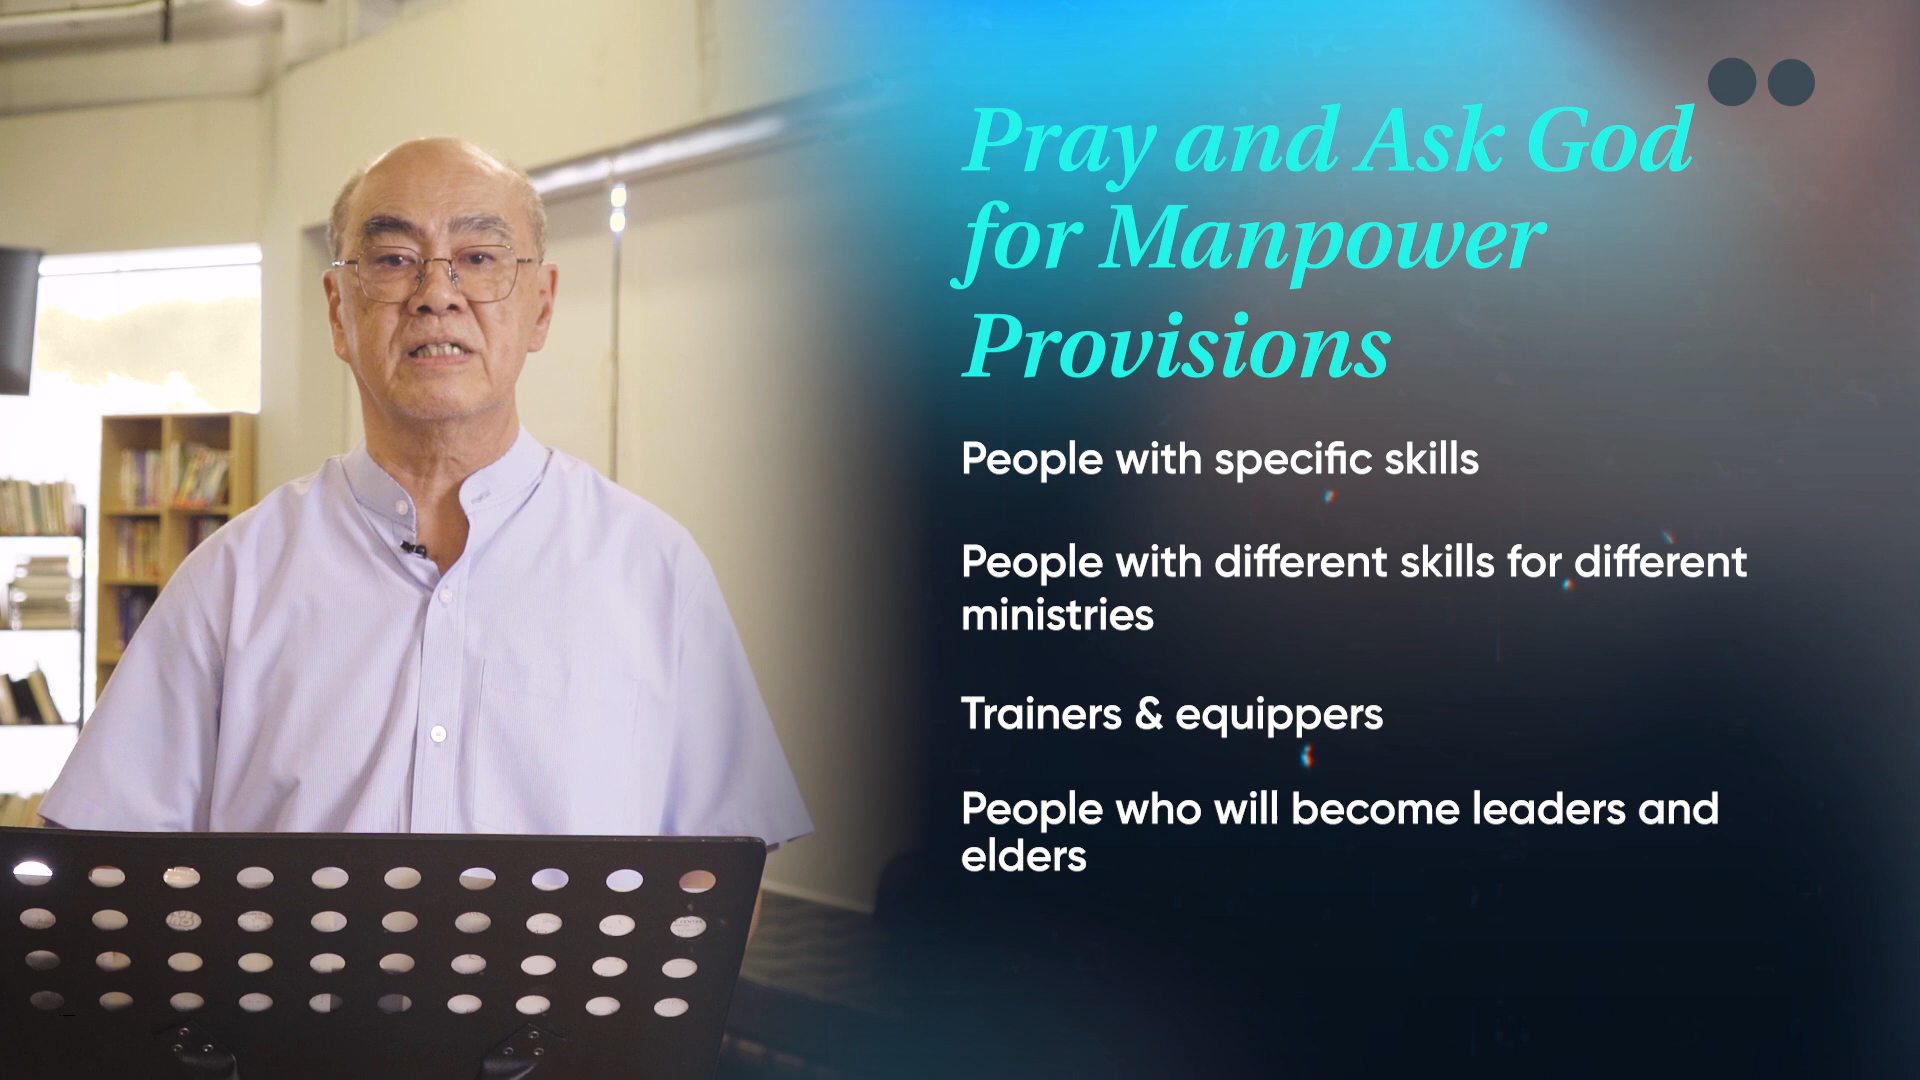 Pray and Ask God
for Manpower
Provisions
People with specific skills
People with different skills for different
ministries
Trainers & equippers
People who will become leaders and
elders